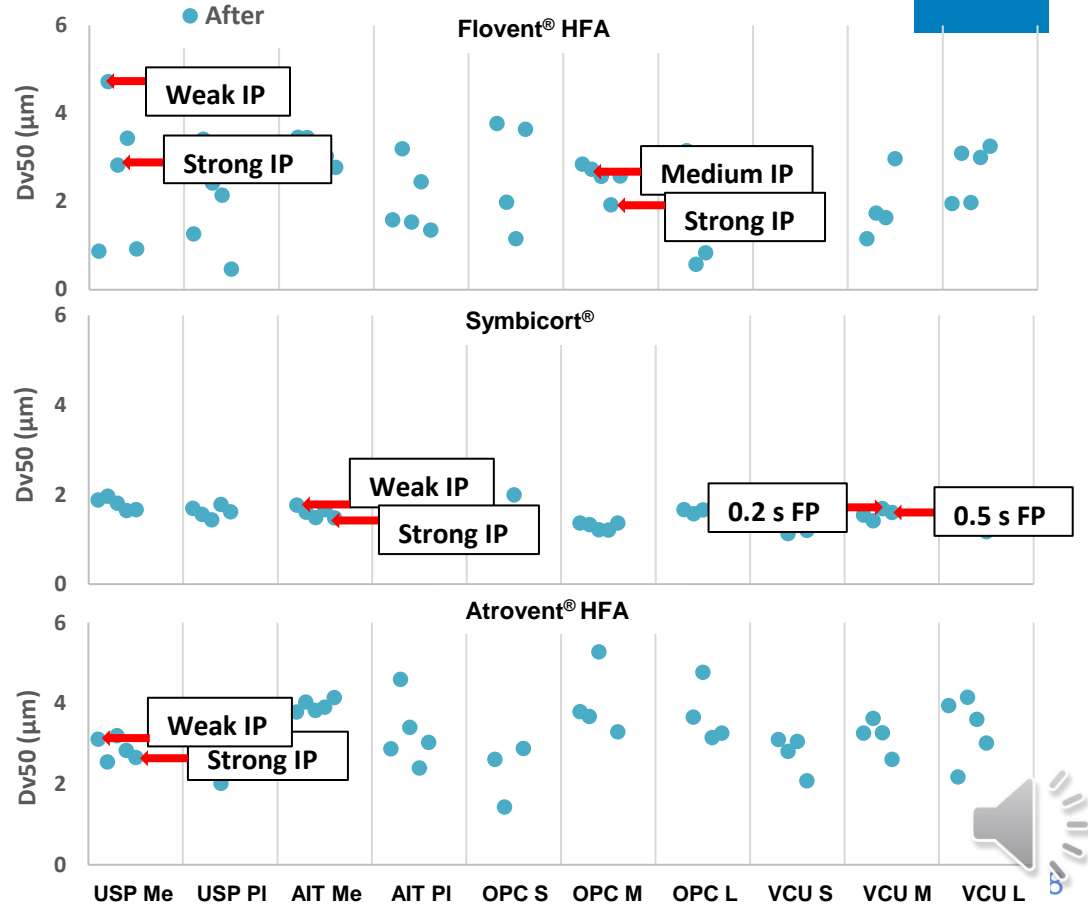 After
Flovent® HFA
6
4
2
0
Dv50 (µm)
Weak IP
Strong IP
Medium IP
Strong IP
Symbicort®
6
4
2
0
Dv50 (µm)
Weak IP
Strong IP
0.2 s FP
0.5 s FP
Atrovent® HFA
6
4
2
0
Dv50 (µm)
Weak IP
Strong IP
USP Me USP Pl AIT Me AIT Pl OPC S OPC M OPC L VCU S VCU M VCU L